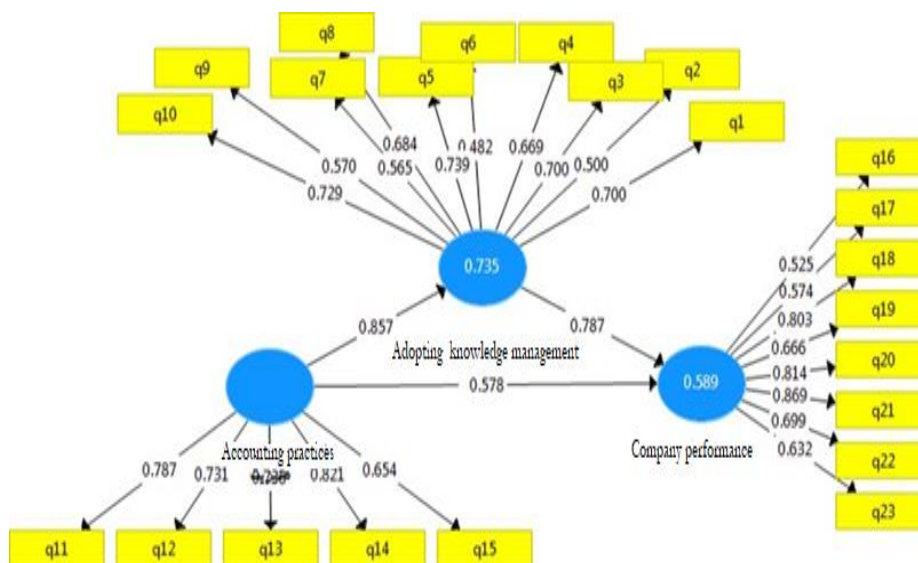 q8
q6
q4
q9
q7
q5
q3
q2
q10
q1
q16
0.684
0.482
0.669
0.570
0.565
0.739
0.700
0.500
0.729
0.700
q17
q18
0.525
0.735
0.574
q19
0.803
0.857
0.787
0.666
Adopting knowledge management
q20
0.578
0.589
0.814
0.869
q21
0.699
Accounting practices
Company performance
0.632
q22
0.787
0.731
0.821
0.654
q23
q11
q12
q13
q14
q15